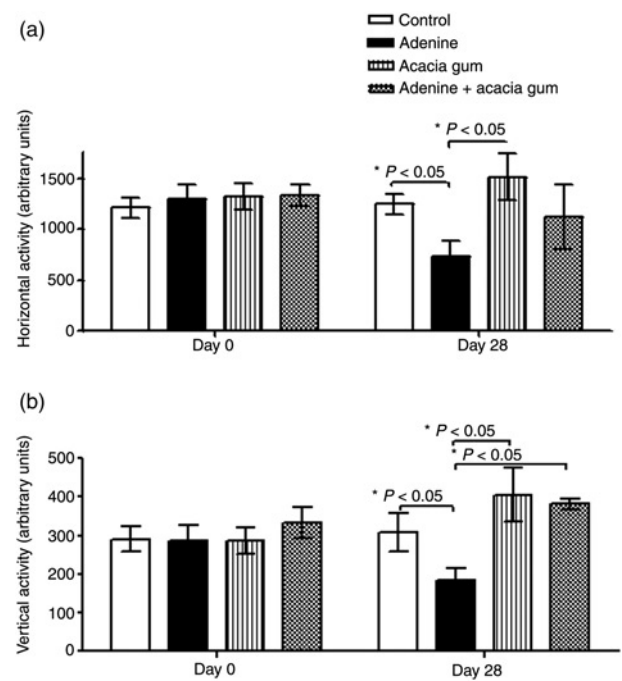 (a)
Control
Adenine
Acacia gum
Adenine + acacia gum
Horizontal activity (arbitrary units)
1500
1000
500
0
* P < 0.05
* P < 0.05
Day 0
Day 28
(b)
Vertical activity (arbitrary units)
500
400
300
200
100
0
* P < 0.05
* P < 0.05
* P < 0.05
Day 0
Day 28